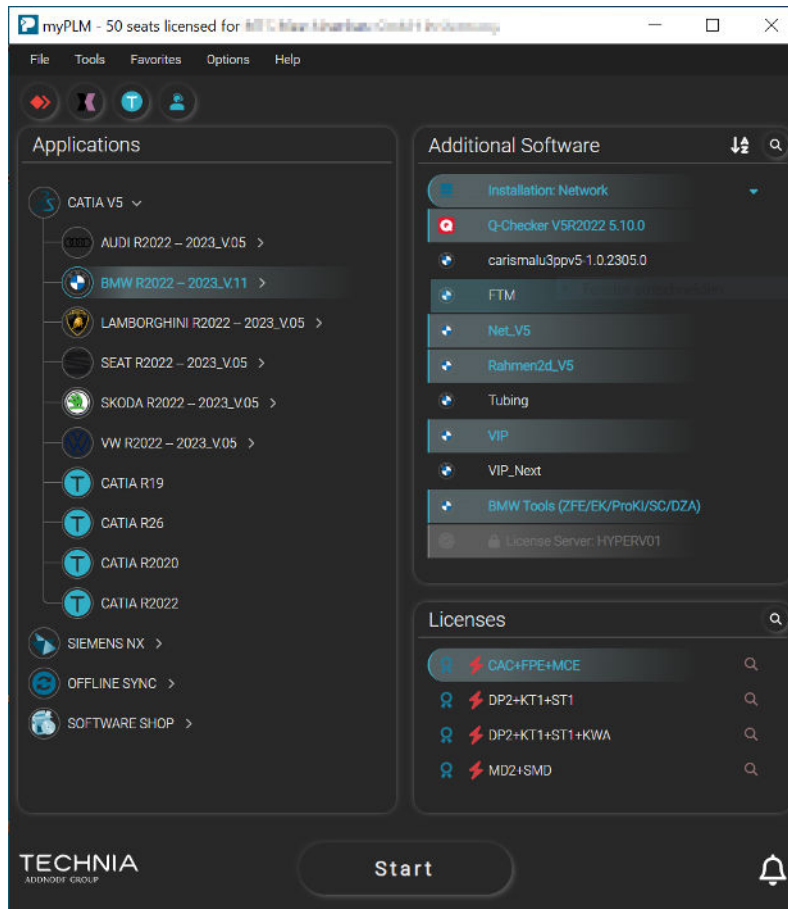 myPLM - 50 seats licensed for
File Tools Favorites Options Help
Applications
CATIA V5
AUDI R2022 – 2023_V.05
BMW R2022 – 2023_V.11
LAMBORGHINI R2022 – 2023_V.05
SEAT R2022 – 2023_V.05
SKODA R2022 – 2023_V.05
VW R2022 – 2023_V.05
CATIA R19
CATIA R26
CATIA R2020
CATIA R2022
SIEMENS NX
OFFLINE SYNC
SOFTWARE SHOP
Additional Software
Installation: Network
Q-Checker V5R2022 5.10.0
carismalu3ppv5-1.0.2305.0
FTM
Net_V5
Rahmen2d_V5
Tubing
VIP
VIP_Next
BMW Tools (ZFE/EK/ProKI/SC/DZA)
License Server: HYPERV01
Licenses
CAC+FPE+MCE
DP2+KT1+ST1
DP2+KT1+ST1+KWA
MD2+SMD
TECHNIA
ADDNODE GROUP
Start